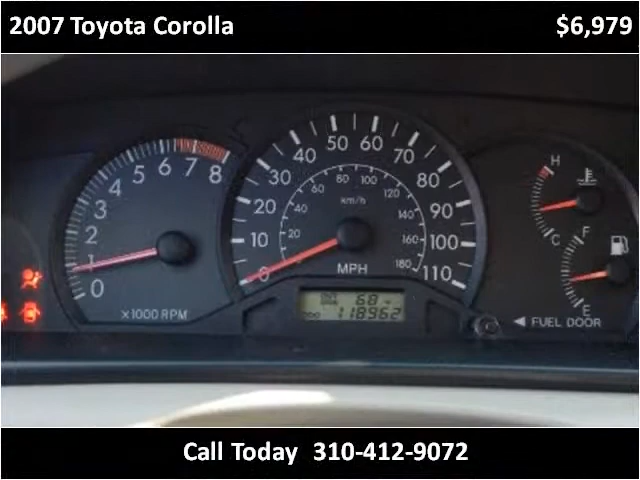 2007 Toyota Corolla $6,979
0 1 2 3 4 5 6 7 8
x1000 RPM
0 10 20 30 40 50 60 70 80 90 100 110
20 40 60 80 100 120 140 160 180
km/h
MPH
68
ODO 118962
H
C
F
E
FUEL DOOR
Call Today 310-412-9072